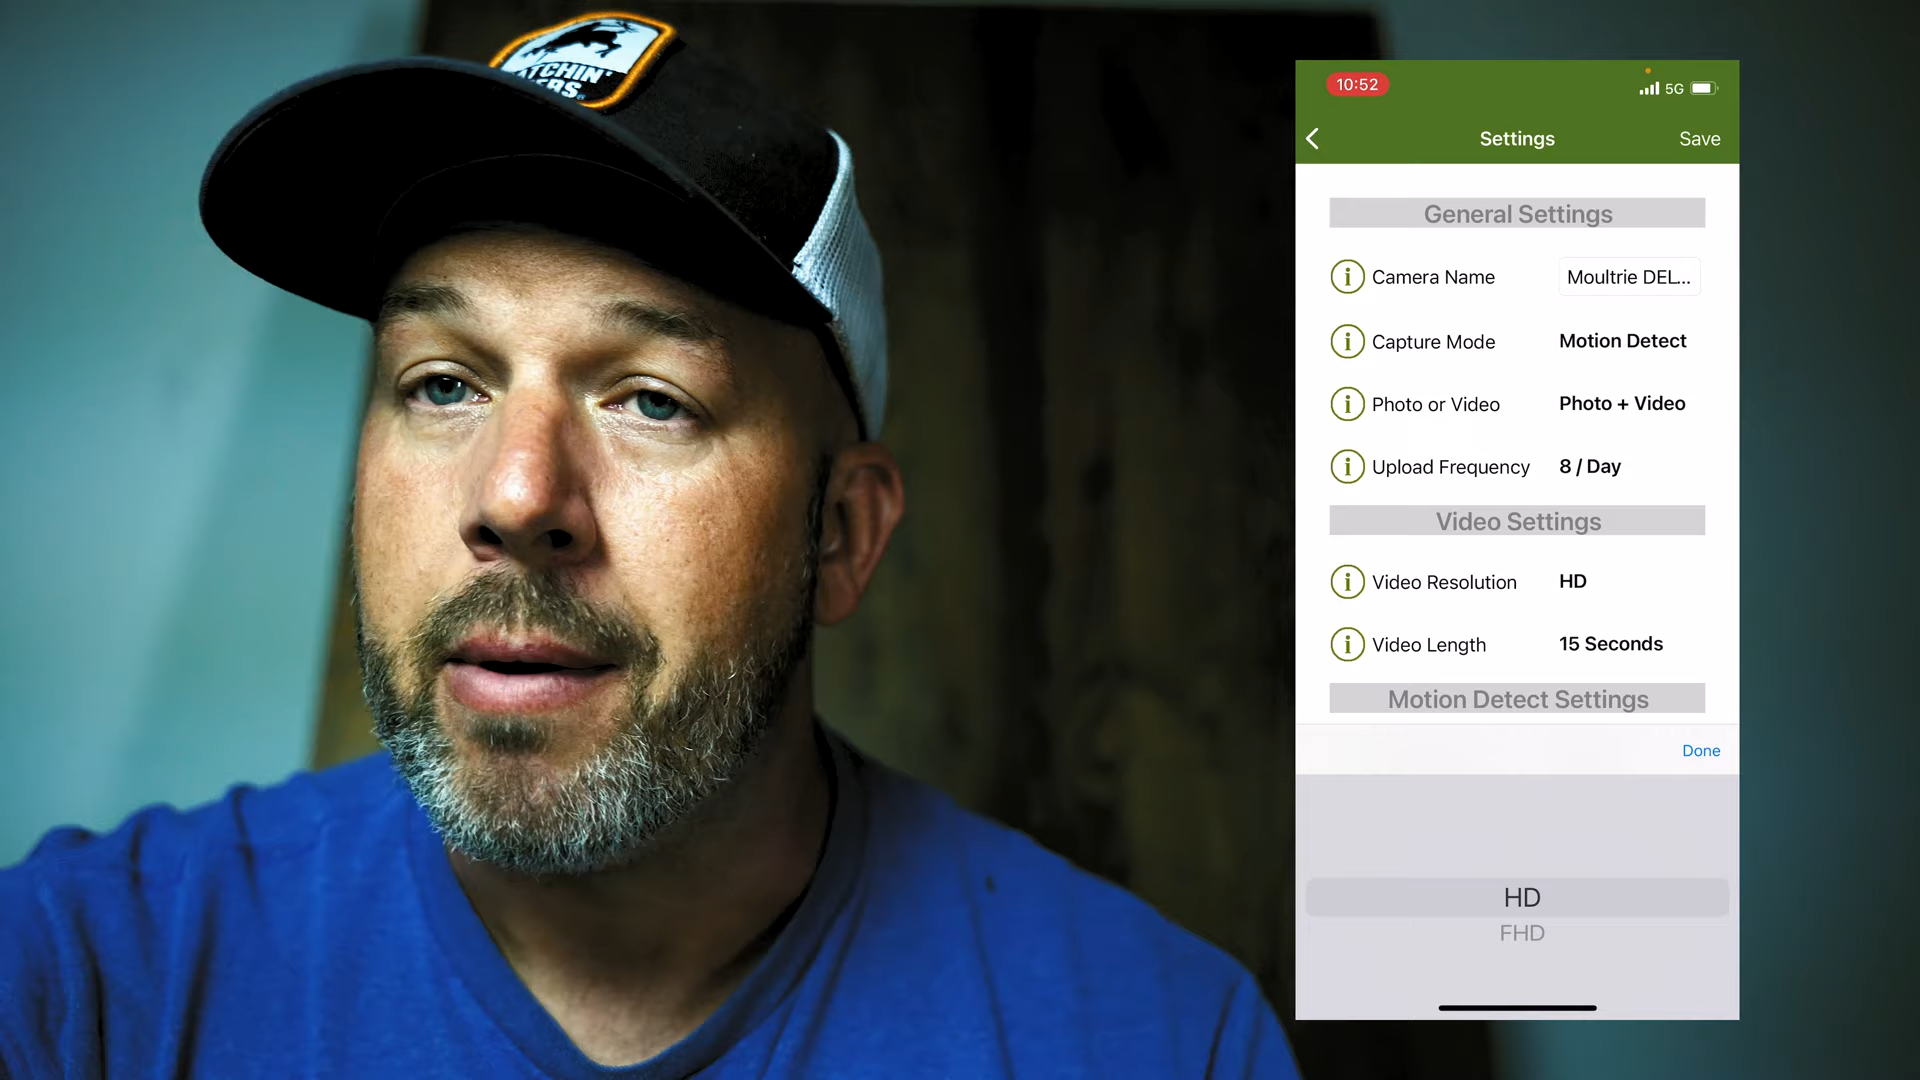 10:52
5G
Settings
Save
General Settings
Camera Name
Moultrie DEL...
Capture Mode
Motion Detect
Photo or Video
Photo + Video
Upload Frequency
8 / Day
Video Settings
Video Resolution
HD
Video Length
15 Seconds
Motion Detect Settings
Done
HD
FHD